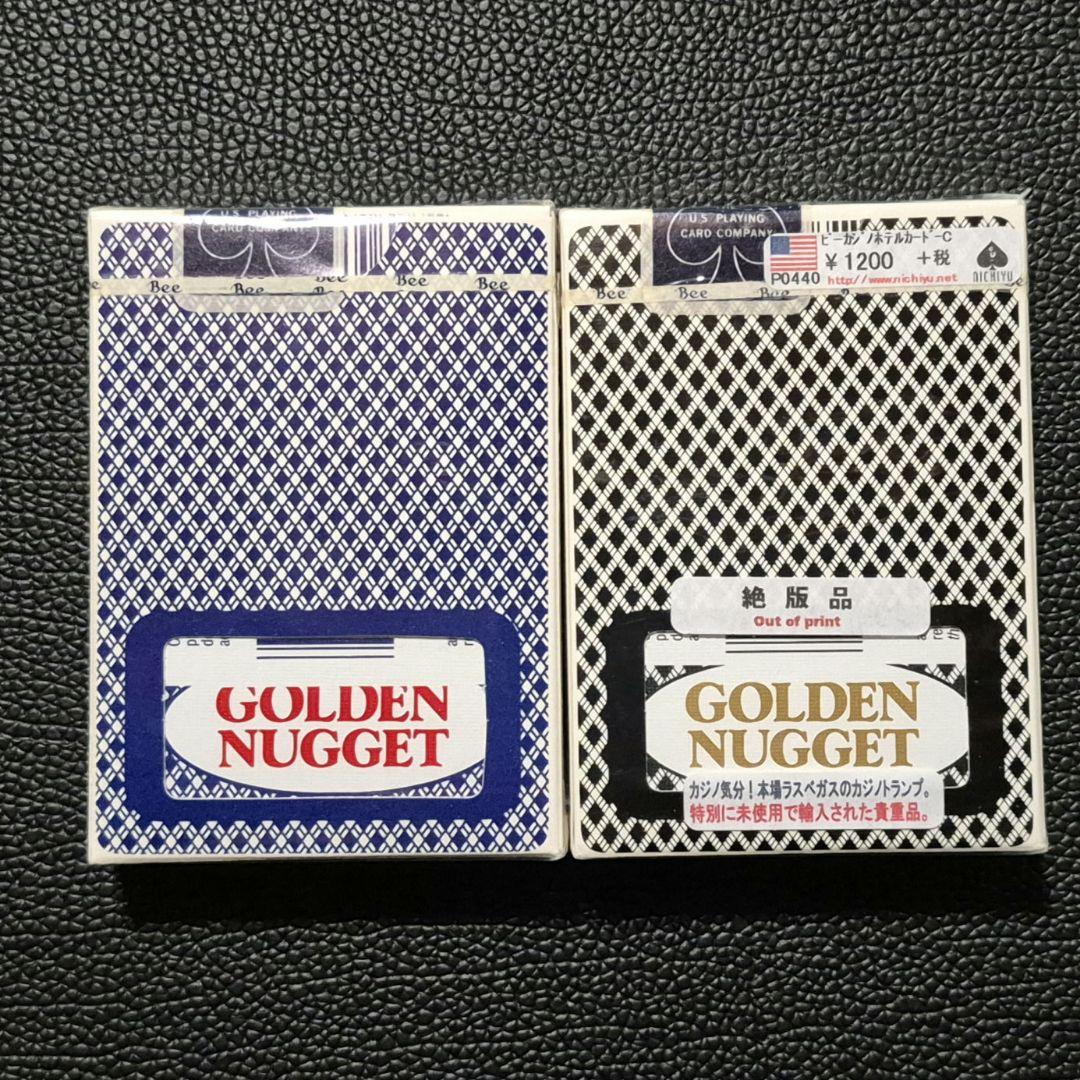 U.S. PLAYING
CARD COMPANY
Bee Bee Bee
Bee
GOLDEN
NUGGET
U.S PLAYING
CARD COMPANY
ビーカジノホテルカードーC
¥1200 +税
P0440 http://www.nichiyu.net
NICHIYU
Bee Bee Bee
絶版品
Out of print
GOLDEN
NUGGET
カジノ気分!本場ラスベガスのカジノトランプ。
特別に未使用で輸入された貴重品。